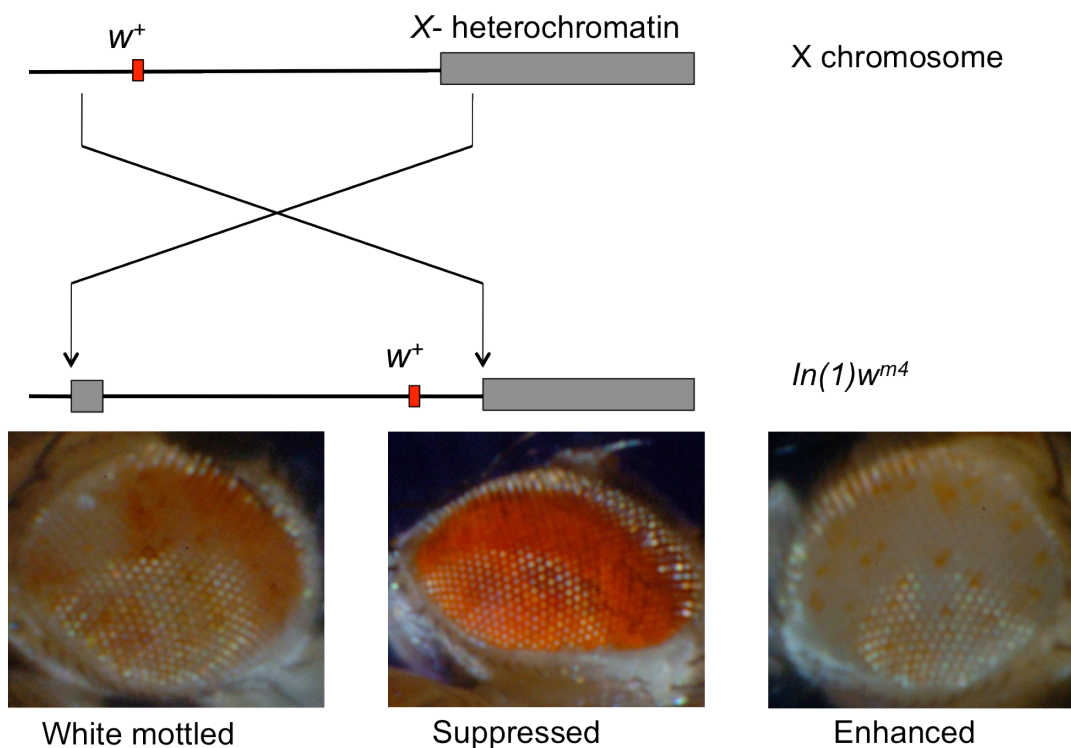 w⁺
X- heterochromatin
X chromosome
w⁺
In(1)wᵐ⁴
White mottled
Suppressed
Enhanced